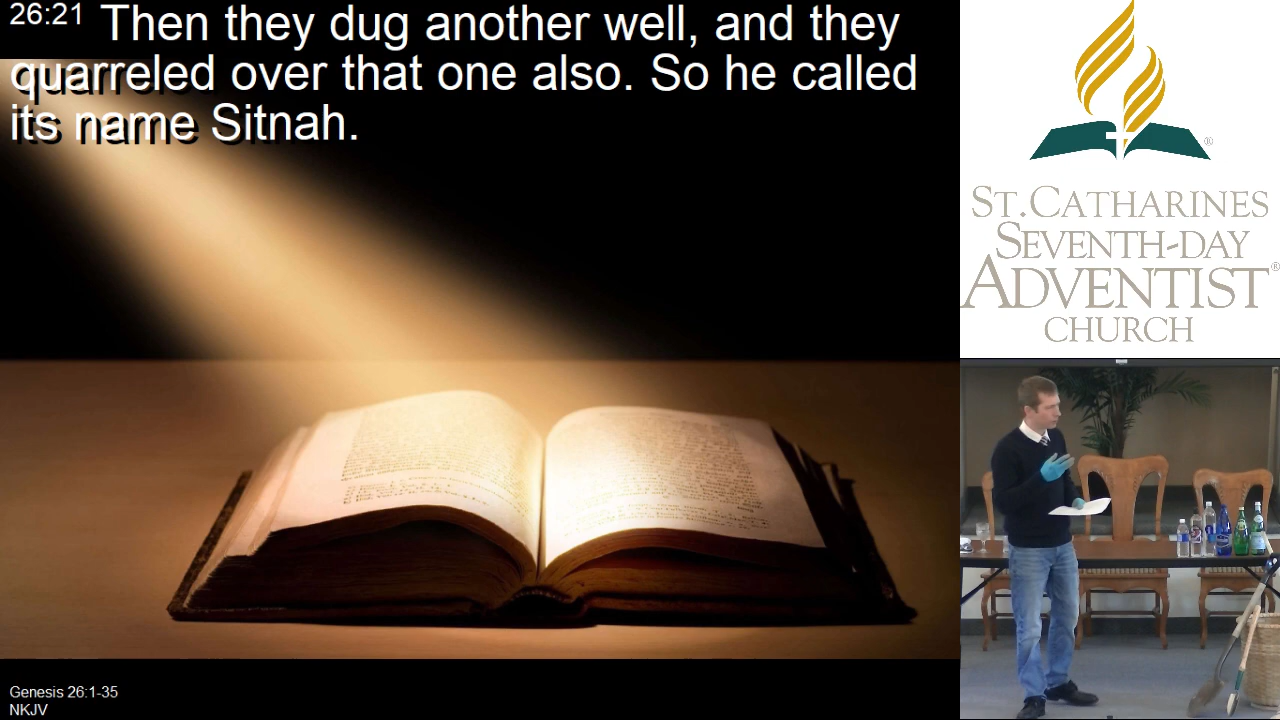 26:21 Then they dug another well, and they
quarreled over that one also. So he called
its name Sitnah.
Genesis 26:1-35
NKJV
®
ST. CATHARINES
SEVENTH-DAY
ADVENTIST®
CHURCH